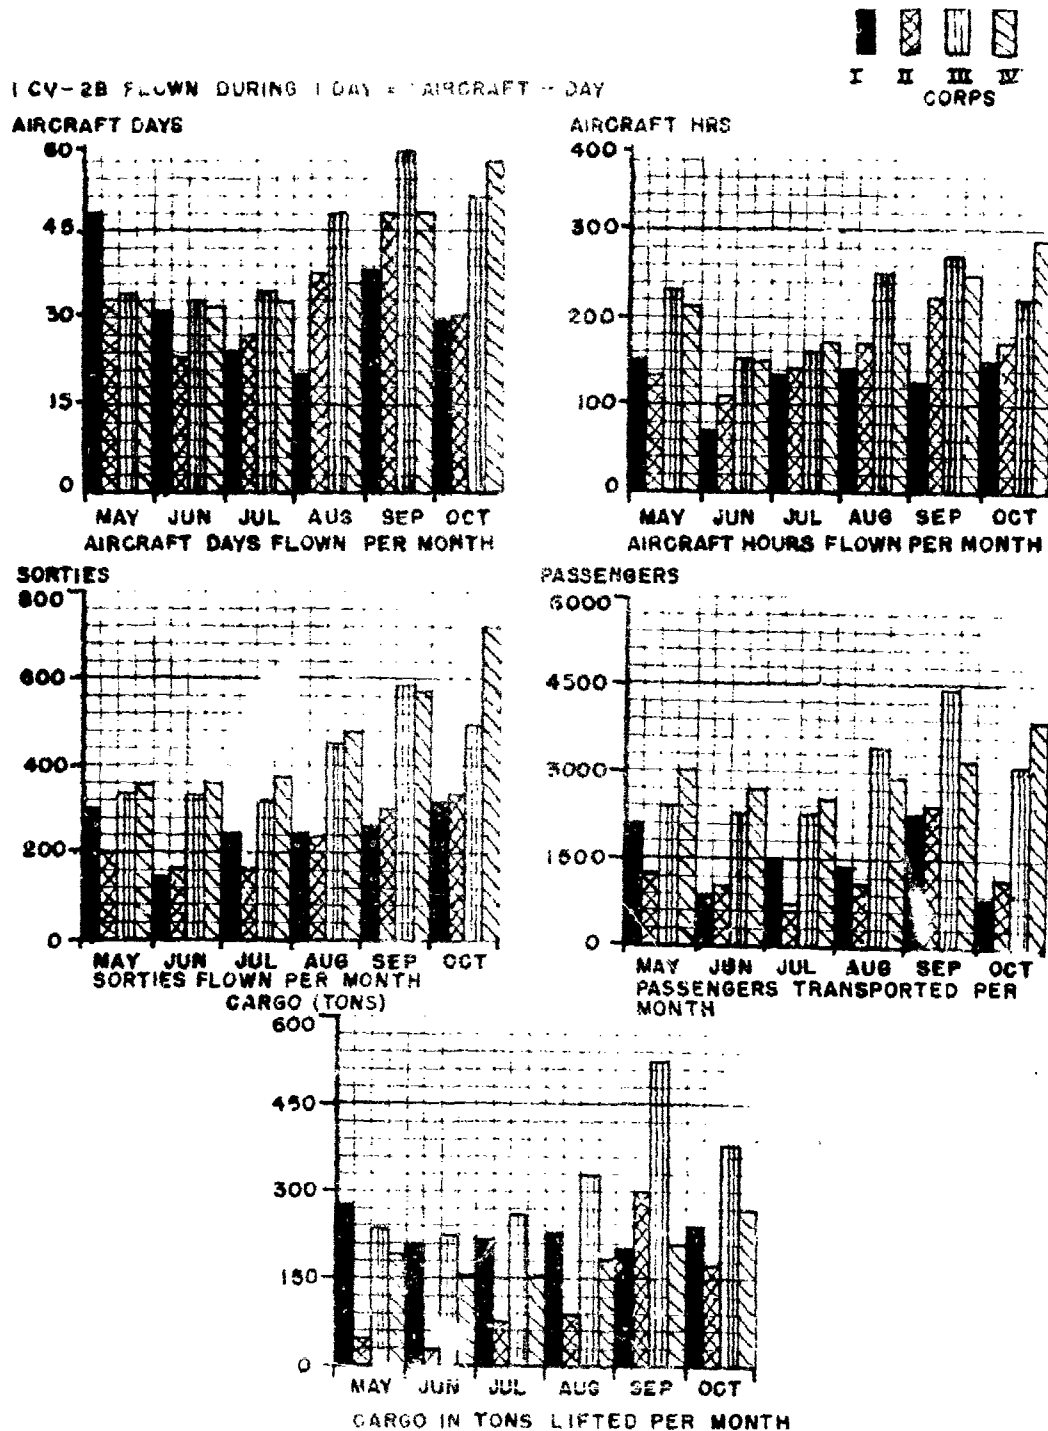 I II III IV
CORPS
1 CV-2B FLOWN DURING 1 DAY = 1 AIRCRAFT - DAY
AIRCRAFT DAYS
60
45
30
15
0
MAY JUN JUL AUG SEP OCT
AIRCRAFT DAYS FLOWN PER MONTH
AIRCRAFT HRS
400
300
200
100
0
MAY JUN JUL AUG SEP OCT
AIRCRAFT HOURS FLOWN PER MONTH
SORTIES
800
600
400
200
0
MAY JUN JUL AUG SEP OCT
SORTIES FLOWN PER MONTH
PASSENGERS
6000
4500
3000
1500
0
MAY JUN JUL AUG SEP OCT
PASSENGERS TRANSPORTED PER
MONTH
CARGO (TONS)
600
450
300
150
0
MAY JUN JUL AUG SEP OCT
CARGO IN TONS LIFTED PER MONTH